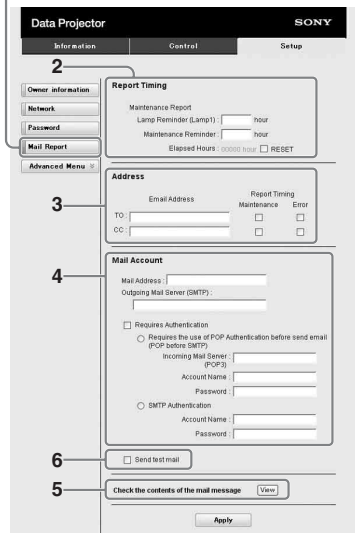 Data Projector
SONY
Information
Control
Setup
2
Owner information
Network
Password
Mail Report
Advanced Menu
Report Timing
Maintenance Report
Lamp Reminder (Lamp1) : hour
Maintenance Reminder : hour
Elapsed Hours : 00000 hour RESET
3
Address
Email Address
Report Timing
Maintenance
Error
TO :
CC :
4
Mail Account
Mail Address :
Outgoing Mail Server (SMTP) :
Requires Authentication
Requires the use of POP Authentication before send email
(POP before SMTP)
Incoming Mail Server :
(POP3)
Account Name :
Password :
SMTP Authentication
Account Name :
Password :
6
Send test mail
5
Check the contents of the mail message
View
Apply